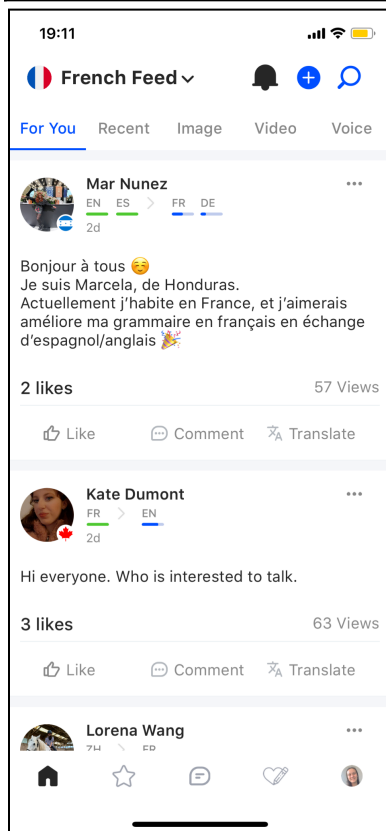 19:11
French Feed
For You Recent Image Video Voice
Mar Nunez
EN ES FR DE
2d
Bonjour à tous ☺️
Je suis Marcela, de Honduras.
Actuellement j’habite en France, et j’aimerais
améliore ma grammaire en français en échange
d’espagnol/anglais 🎉
2 likes 57 Views
Like Comment Translate
Kate Dumont
FR EN
2d
Hi everyone. Who is interested to talk.
3 likes 63 Views
Like Comment Translate
Lorena Wang
ZH FR